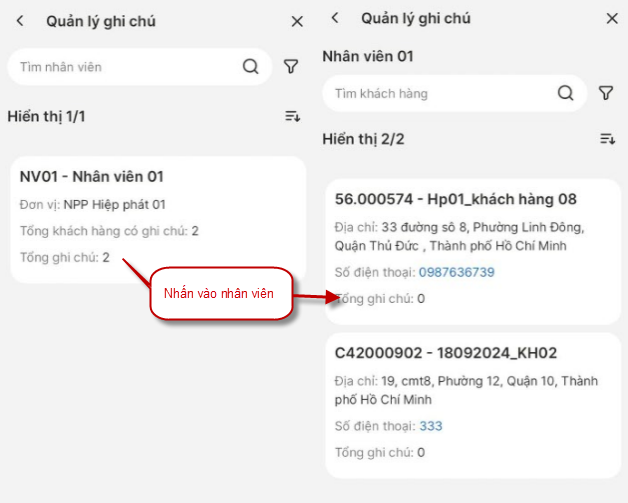 Quản lý ghi chú
Tìm nhân viên
Hiển thị 1/1
NV01 - Nhân viên 01
Đơn vị: NPP Hiệp phát 01
Tổng khách hàng có ghi chú: 2
Tổng ghi chú: 2
Nhấn vào nhân viên
Quản lý ghi chú
Nhân viên 01
Tìm khách hàng
Hiển thị 2/2
56.000574 - Hp01_khách hàng 08
Địa chỉ: 33 đường sô 8, Phường Linh Đông,
Quận Thủ Đức , Thành phố Hồ Chí Minh
Số điện thoại: 0987636739
Tổng ghi chú: 0
C42000902 - 18092024_KH02
Địa chỉ: 19, cmt8, Phường 12, Quận 10, Thành
phố Hồ Chí Minh
Số điện thoại: 333
Tổng ghi chú: 0